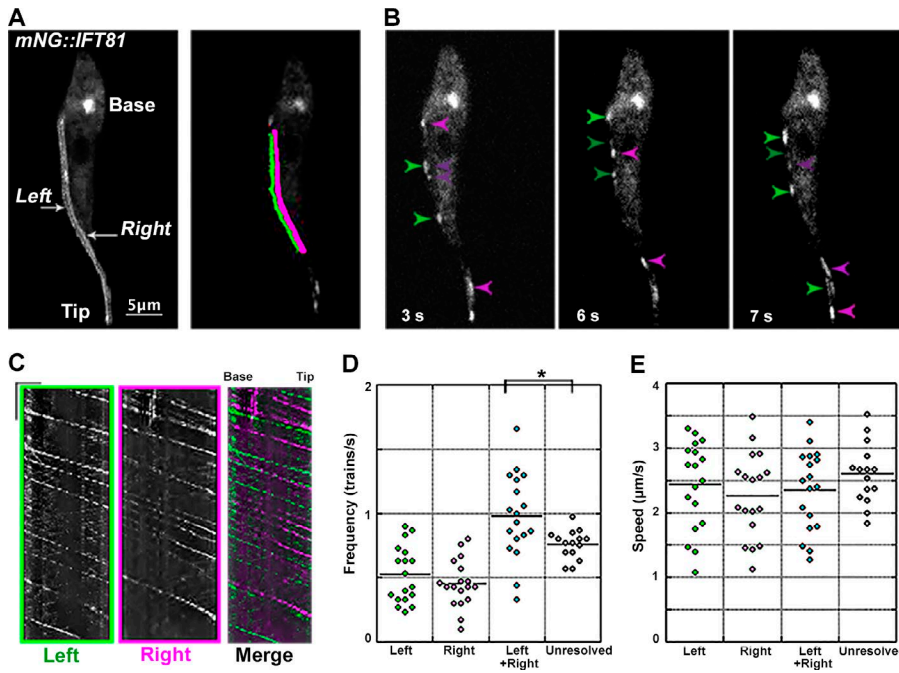 A
mNG::IFT81
Base
Left
Right
Tip
5µm
B
3 s
6 s
7 s
C
Base
Tip
Left
Right
Merge
D
Frequency (trains/s)
2
1
0
*
Left
Right
Left
+Right
Unresolved
E
Speed (µm/s)
4
3
2
1
0
Left
Right
Left
+Right
Unresolved